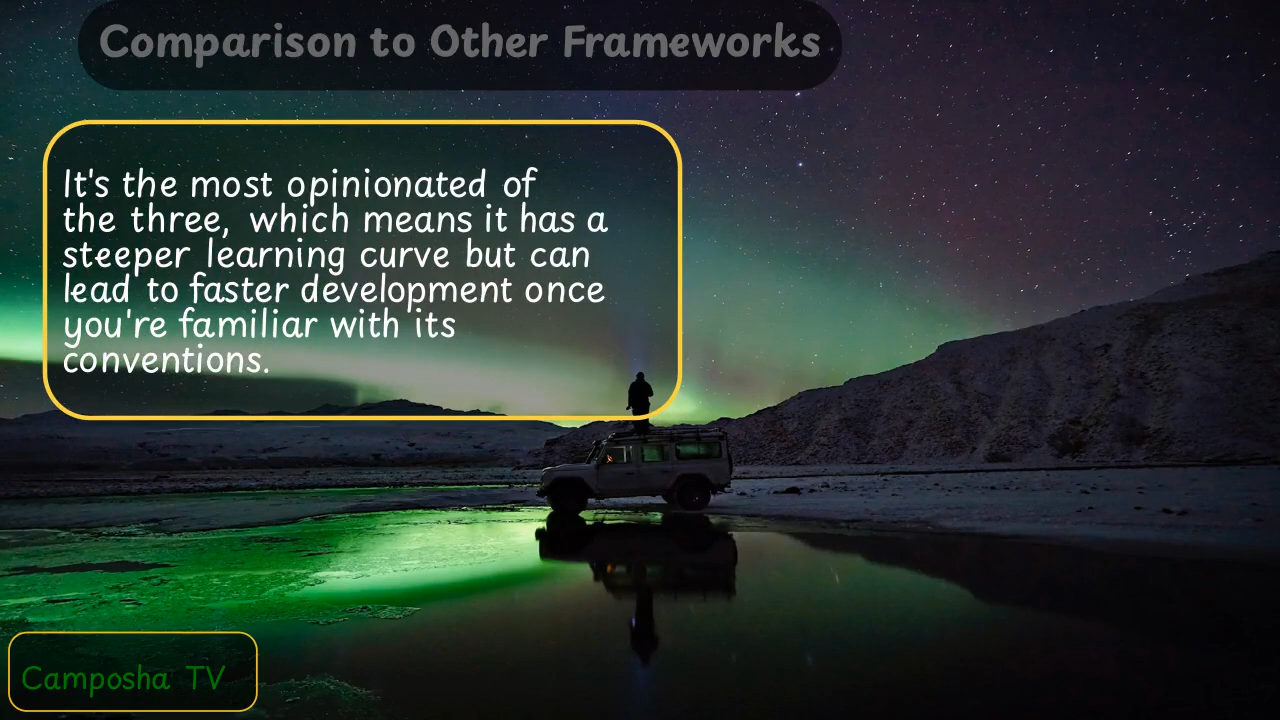 Comparison to Other Frameworks
It's the most opinionated of
the three, which means it has a
steeper learning curve but can
lead to faster development once
you're familiar with its
conventions.
Camposha TV